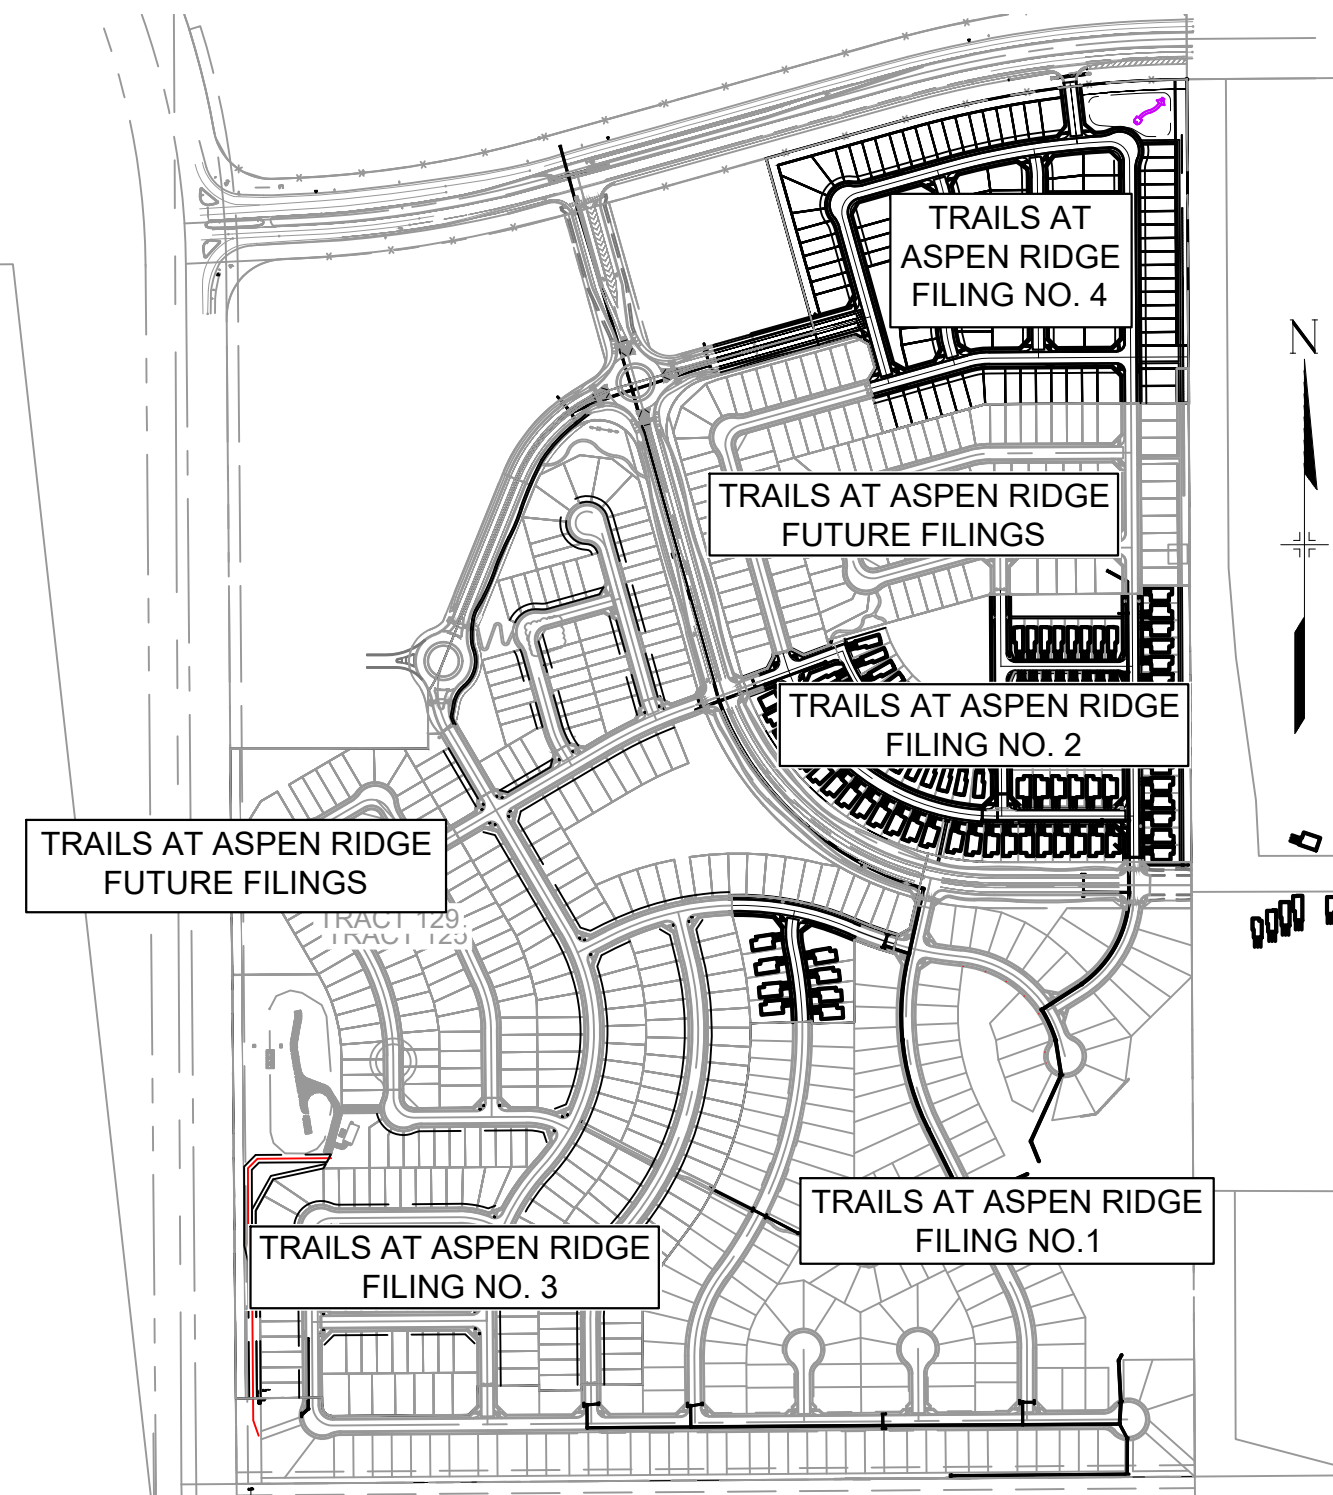 TRAILS AT
ASPEN RIDGE
FILING NO. 4
N
TRAILS AT ASPEN RIDGE
FUTURE FILINGS
TRAILS AT ASPEN RIDGE
FILING NO. 2
TRAILS AT ASPEN RIDGE
FUTURE FILINGS
TRACT 129.
TRACT 125
TRAILS AT ASPEN RIDGE
FILING NO.1
TRAILS AT ASPEN RIDGE
FILING NO. 3